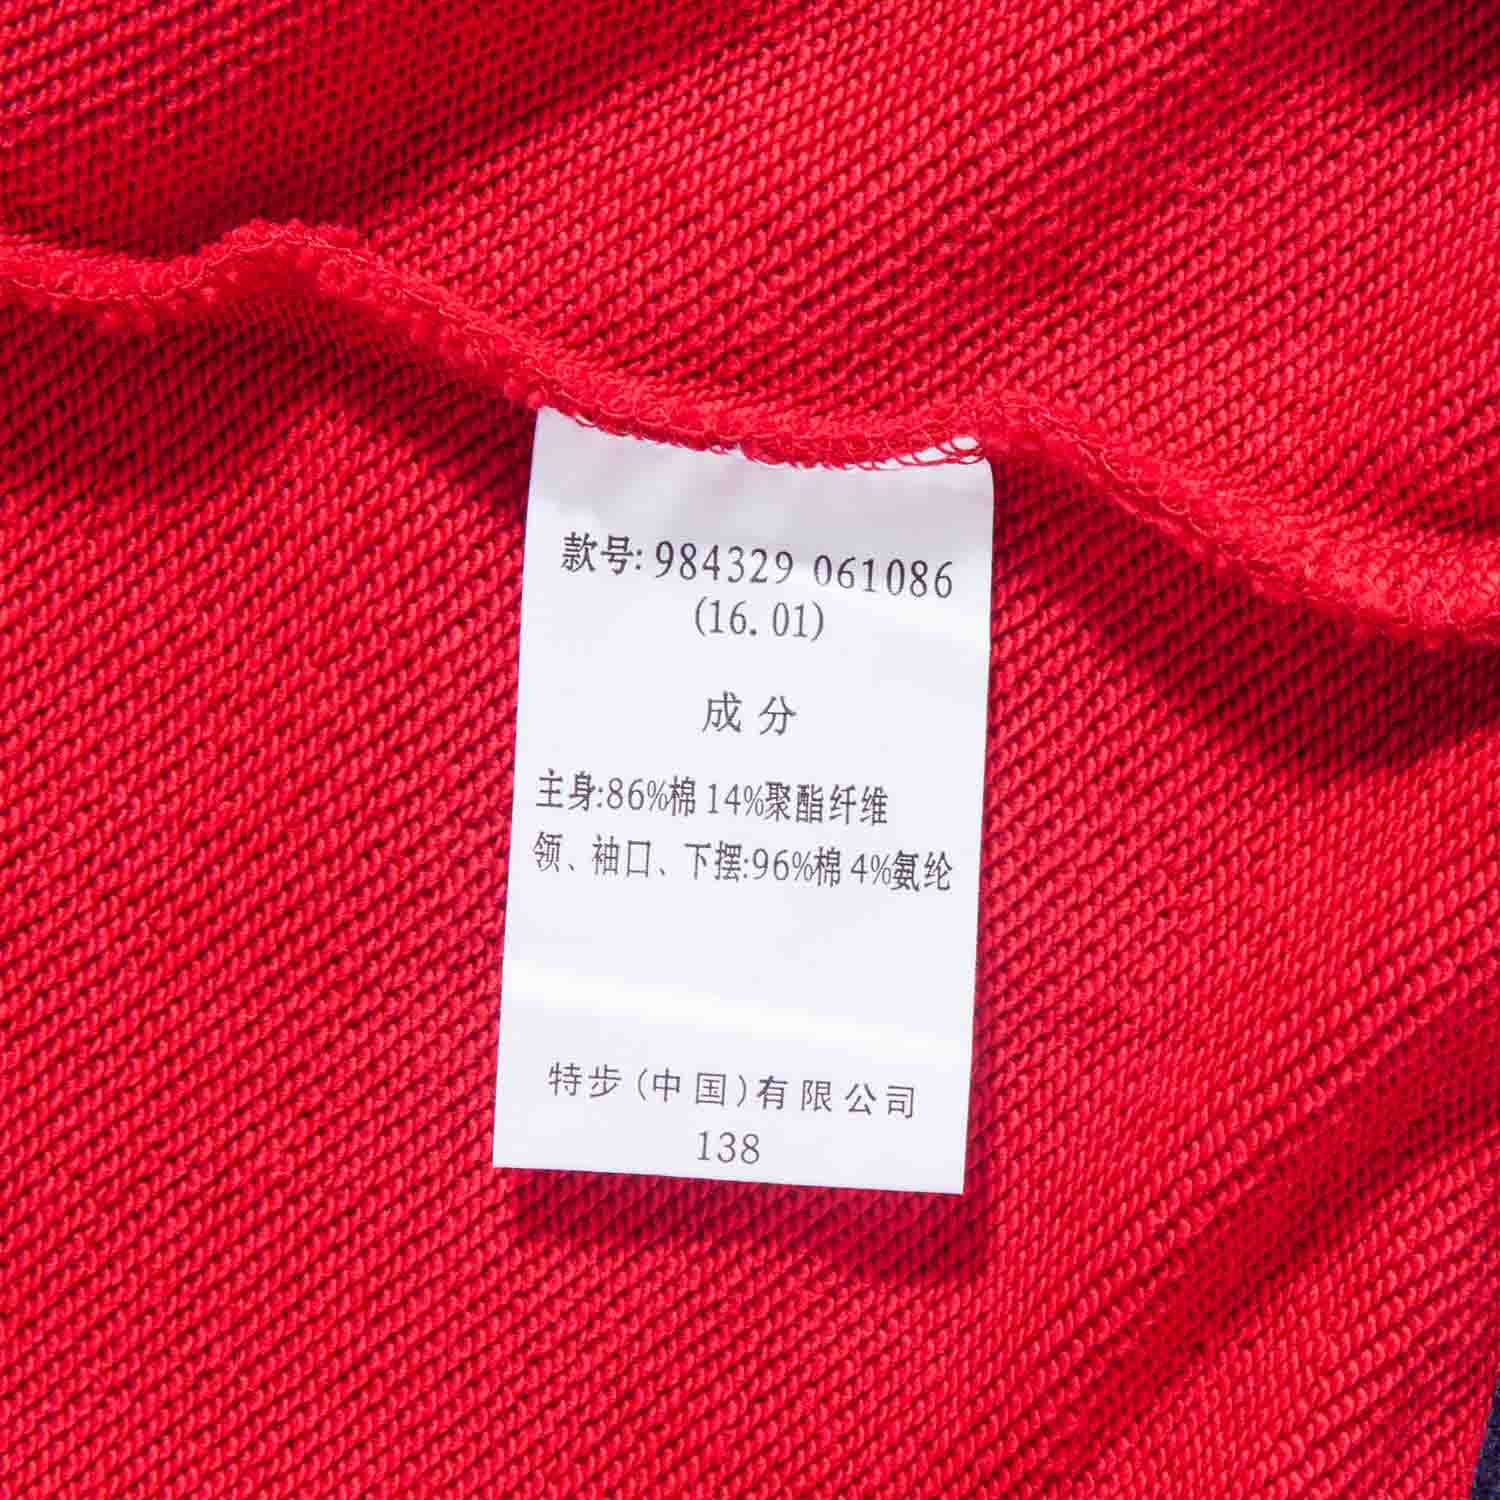 款号: 984329 061086
(16. 01)
成 分
主身:86%棉 14%聚酯纤维
领、袖口、下摆:96%棉 4%氨纶
特步(中国)有限公司
138